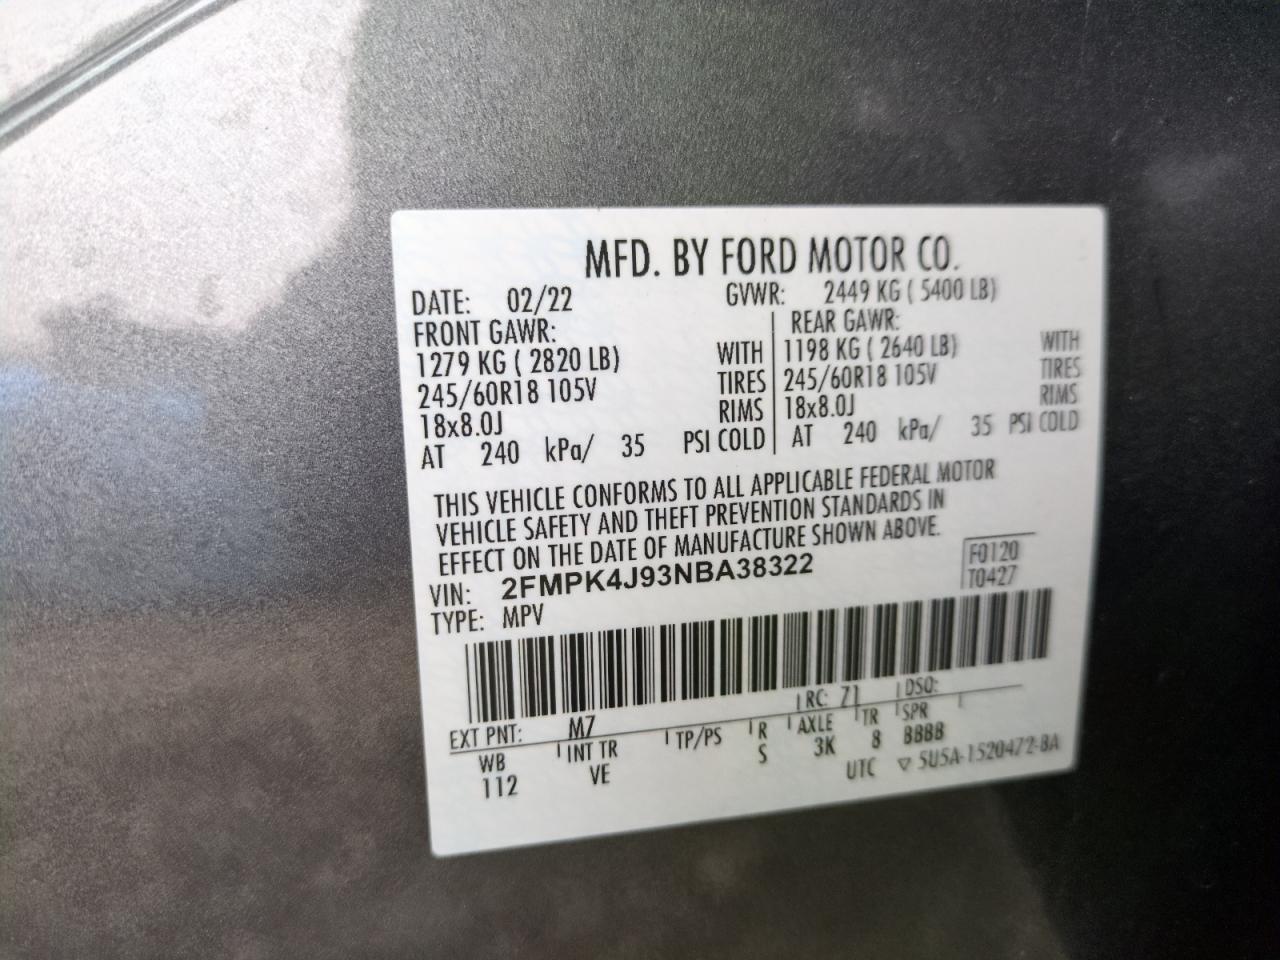 MFD. BY FORD MOTOR CO.
DATE: 02/22 GVWR: 2449 KG ( 5400 LB)
FRONT GAWR: REAR GAWR:
1279 KG ( 2820 LB) WITH 1198 KG ( 2640 LB) WITH
245/60R18 105V TIRES 245/60R18 105V TIRES
18x8.0J RIMS 18x8.0J RIMS
AT 240 kPa/ 35 PSI COLD AT 240 kPa/ 35 PSI COLD
THIS VEHICLE CONFORMS TO ALL APPLICABLE FEDERAL MOTOR
VEHICLE SAFETY AND THEFT PREVENTION STANDARDS IN
EFFECT ON THE DATE OF MANUFACTURE SHOWN ABOVE.
VIN: 2FMPK4J93NBA38322 F0120
TYPE: MPV T0427
EXT PNT: M7 RC: 71 DSO:
WB INT TR TP/PS R AXLE TR SPR
112 VE S 3K 8 BBBB
UTC ▽ 5U5A-1520472-BA